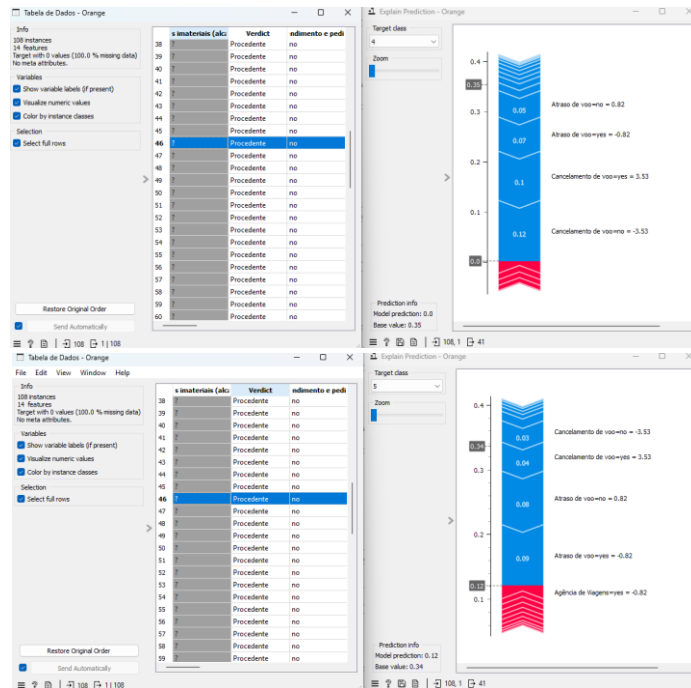 Tabela de Dados - Orange
Info
108 instances
14 features
Target with 0 values (100.0 % missing data)
No meta attributes.
Variables
Show variable labels (if present)
Visualize numeric values
Color by instance classes
Selection
Select full rows
Restore Original Order
Send Automatically
108 1|108
s imateriais (alca Verdict ndimento e pedi
38 ? Procedente no
39 ? Procedente no
40 ? Procedente no
41 ? Procedente no
42 ? Procedente no
43 ? Procedente no
44 ? Procedente no
45 ? Procedente no
46 ? Procedente no
47 ? Procedente no
48 ? Procedente no
49 ? Procedente no
50 ? Procedente no
51 ? Procedente no
52 ? Procedente no
53 ? Procedente no
54 ? Procedente no
55 ? Procedente no
56 ? Procedente no
57 ? Procedente no
58 ? Procedente no
59 ? Procedente no
60 ? Procedente no
Explain Prediction - Orange
Target class
4
Zoom
Prediction info
Model prediction: 0.0
Base value: 0.35
108, 1 41
0.4
0.35
0.3
0.2
0.1
0.0
0.05 Atraso de voo=no = 0.82
0.07 Atraso de voo=yes = -0.82
0.1 Cancelamento de voo=yes = 3.53
0.12 Cancelamento de voo=no = -3.53
Tabela de Dados - Orange
File Edit View Window Help
Info
108 instances
14 features
Target with 0 values (100.0 % missing data)
No meta attributes.
Variables
Show variable labels (if present)
Visualize numeric values
Color by instance classes
Selection
Select full rows
Restore Original Order
Send Automatically
108 1|108
s imateriais (alca Verdict ndimento e pedi
38 ? Procedente no
39 ? Procedente no
40 ? Procedente no
41 ? Procedente no
42 ? Procedente no
43 ? Procedente no
44 ? Procedente no
45 ? Procedente no
46 ? Procedente no
47 ? Procedente no
48 ? Procedente no
49 ? Procedente no
50 ? Procedente no
51 ? Procedente no
52 ? Procedente no
53 ? Procedente no
54 ? Procedente no
55 ? Procedente no
56 ? Procedente no
57 ? Procedente no
58 ? Procedente no
59 ? Procedente no
Explain Prediction - Orange
Target class
5
Zoom
Prediction info
Model prediction: 0.12
Base value: 0.34
108, 1 41
0.4
0.34
0.3
0.2
0.12
0.1
0.03 Cancelamento de voo=no = -3.53
0.04 Cancelamento de voo=yes = 3.53
0.08 Atraso de voo=no = 0.82
0.09 Atraso de voo=yes = -0.82
Agência de Viagens=yes = -0.82